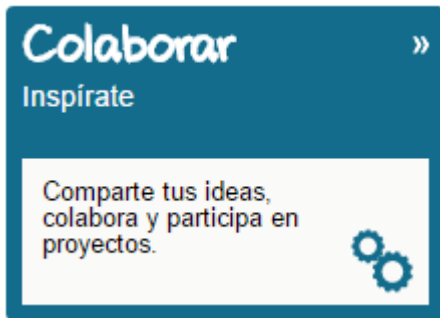 Colaborar »
Inspírate
Comparte tus ideas,
colabora y participa en
proyectos.